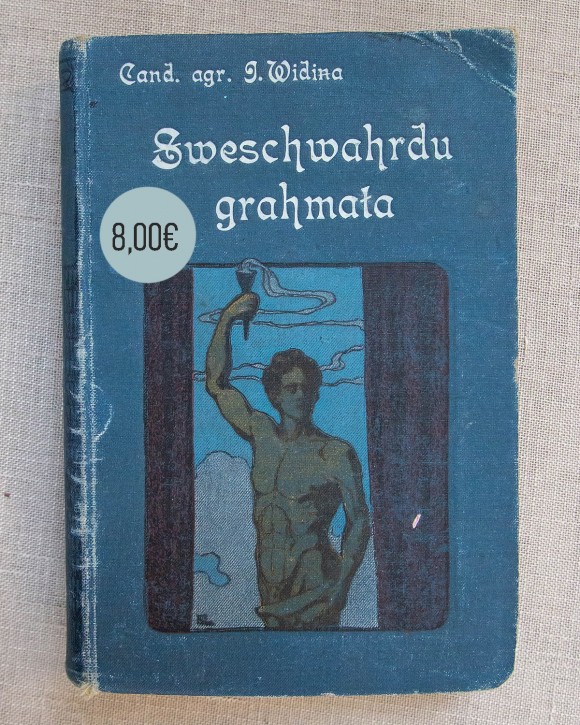 Cand. agr. J. Widiņa
Sweschwahrdu
grahmata
8,00€